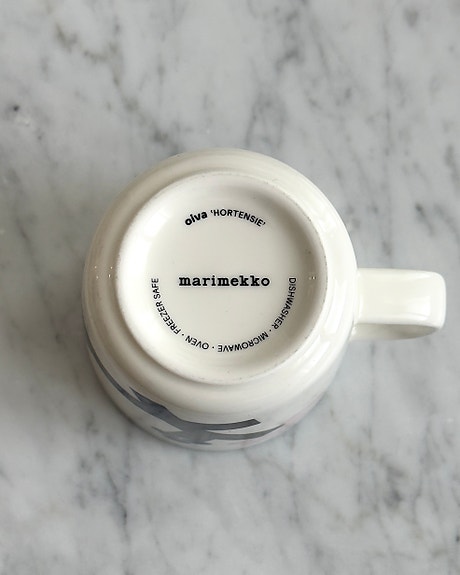 oiva 'HORTENSIE'
marimekko
DISHWASHER · MICROWAVE · OVEN · FREEZER SAFE